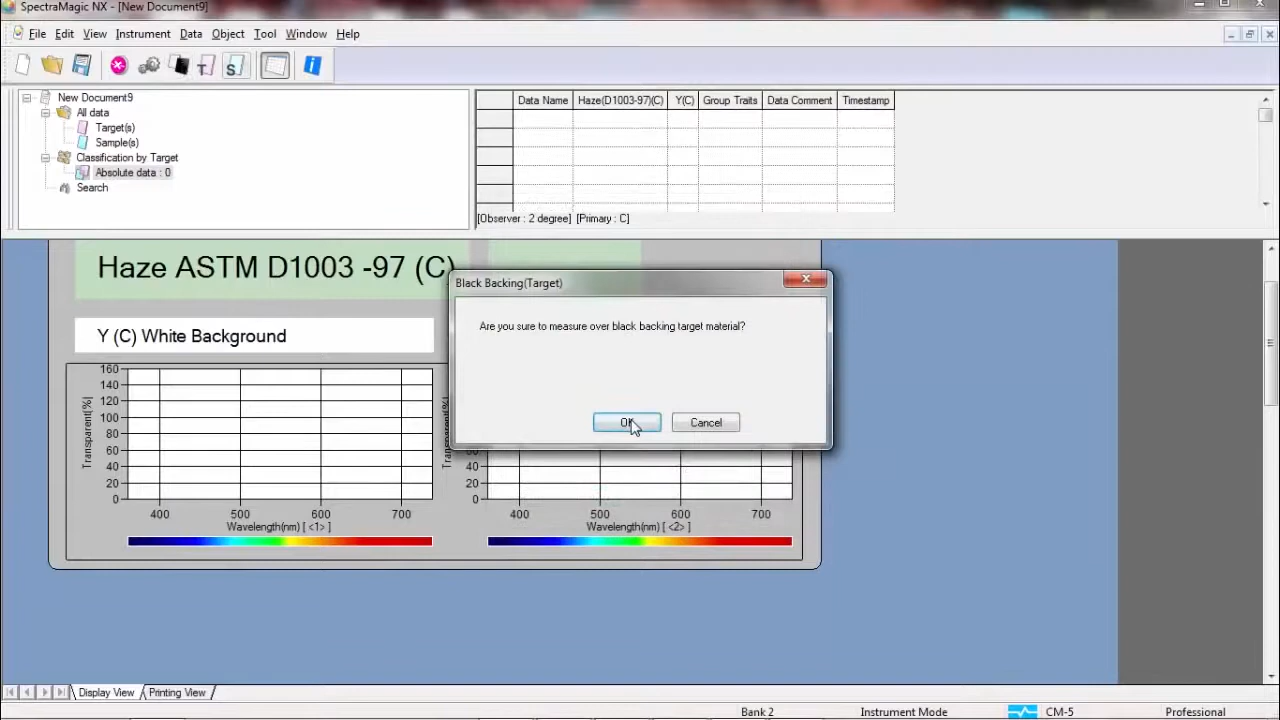 SpectraMagic NX - [New Document9]
File Edit View Instrument Data Object Tool Window Help
New Document9
All data
Target(s)
Sample(s)
Classification by Target
Absolute data : 0
Search
Data Name Haze(D1003-97)(C) Y(C) Group Traits Data Comment Timestamp
[Observer : 2 degree] [Primary : C]
Haze ASTM D1003 -97 (C)
Y (C) White Background
Black Backing(Target)
Are you sure to measure over black backing target material?
OK Cancel
Transparent(%)
160
140
120
100
80
60
40
20
0
400 500 600 700
Wavelength(nm) [ <1> ]
60
40
20
0
400 500 600 700
Wavelength(nm) [ <2> ]
Display View Printing View
Bank 2 Instrument Mode CM-5 Professional